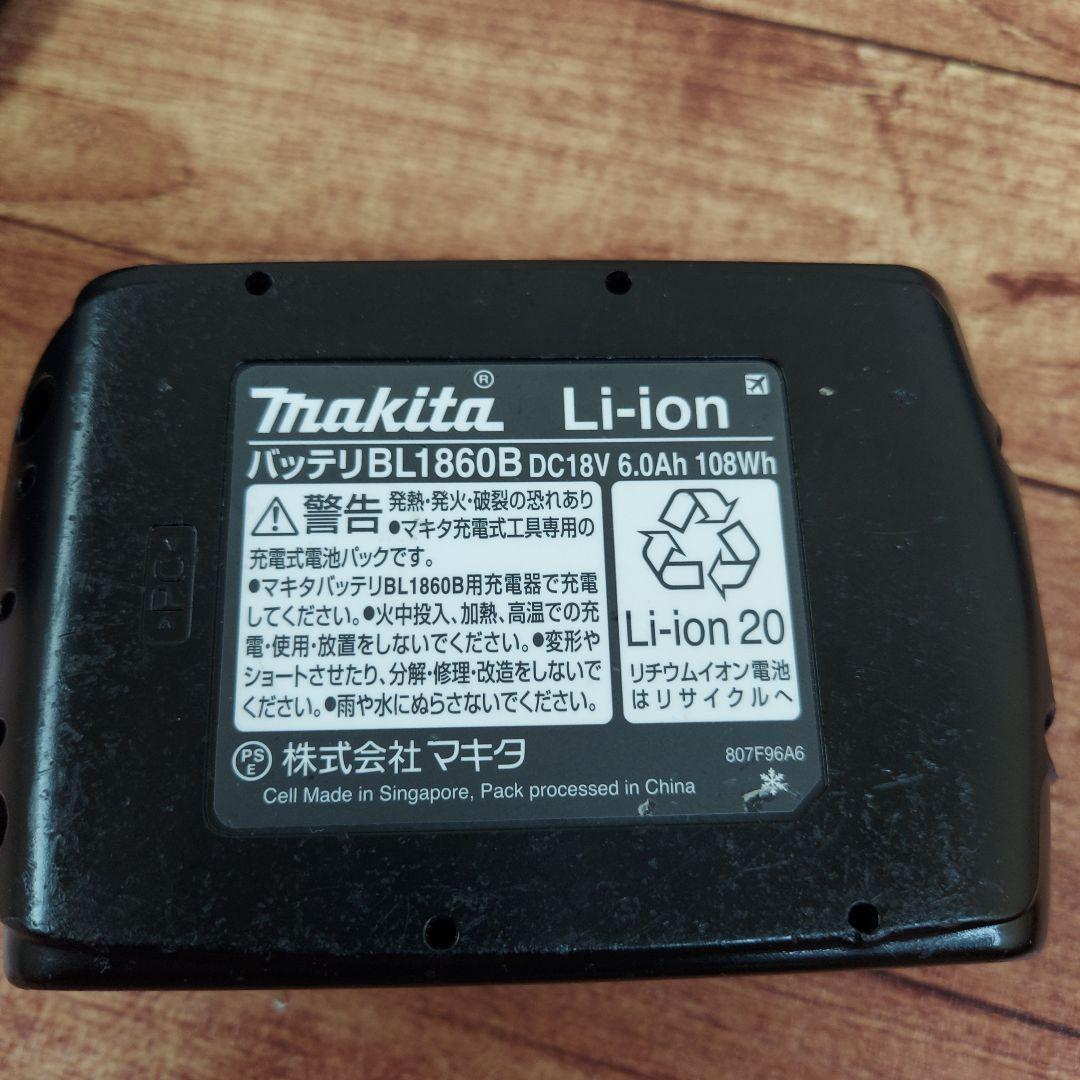 makita® Li-ion
バッテリBL1860B DC18V 6.0Ah 108Wh
警告 発熱・発火・破裂の恐れあり
●マキタ充電式工具専用の
充電式電池パックです。
●マキタバッテリBL1860B用充電器で充電
してください。●火中投入、加熱、高温での充
電・使用・放置をしないでください。●変形や
ショートさせたり、分解・修理・改造をしないで
ください。●雨や水にぬらさないでください。
Li-ion 20
リチウムイオン電池
はリサイクルへ
PSE 株式会社 マキタ
807F96A6
Cell Made in Singapore, Pack processed in China
>PC<